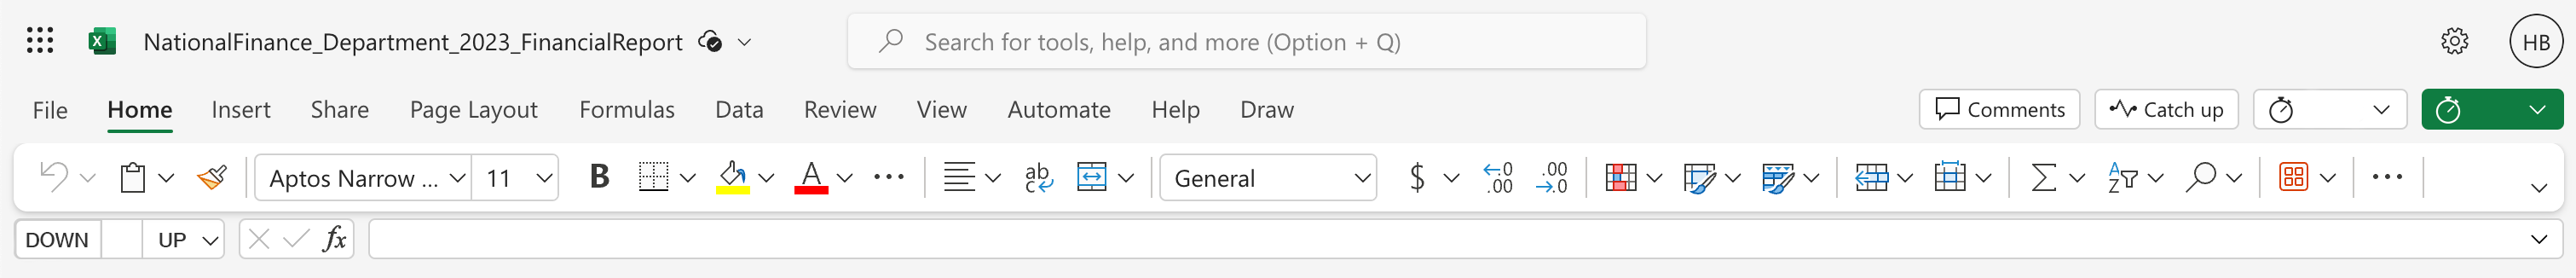 NationalFinance_Department_2023_FinancialReport
Search for tools, help, and more (Option + Q)
HB
File Home Insert Share Page Layout Formulas Data Review View Automate Help Draw
Comments Catch up
Aptos Narrow ... 11 B A ab c General $ .0 .00 .00 .0 A Z
DOWN UP fx